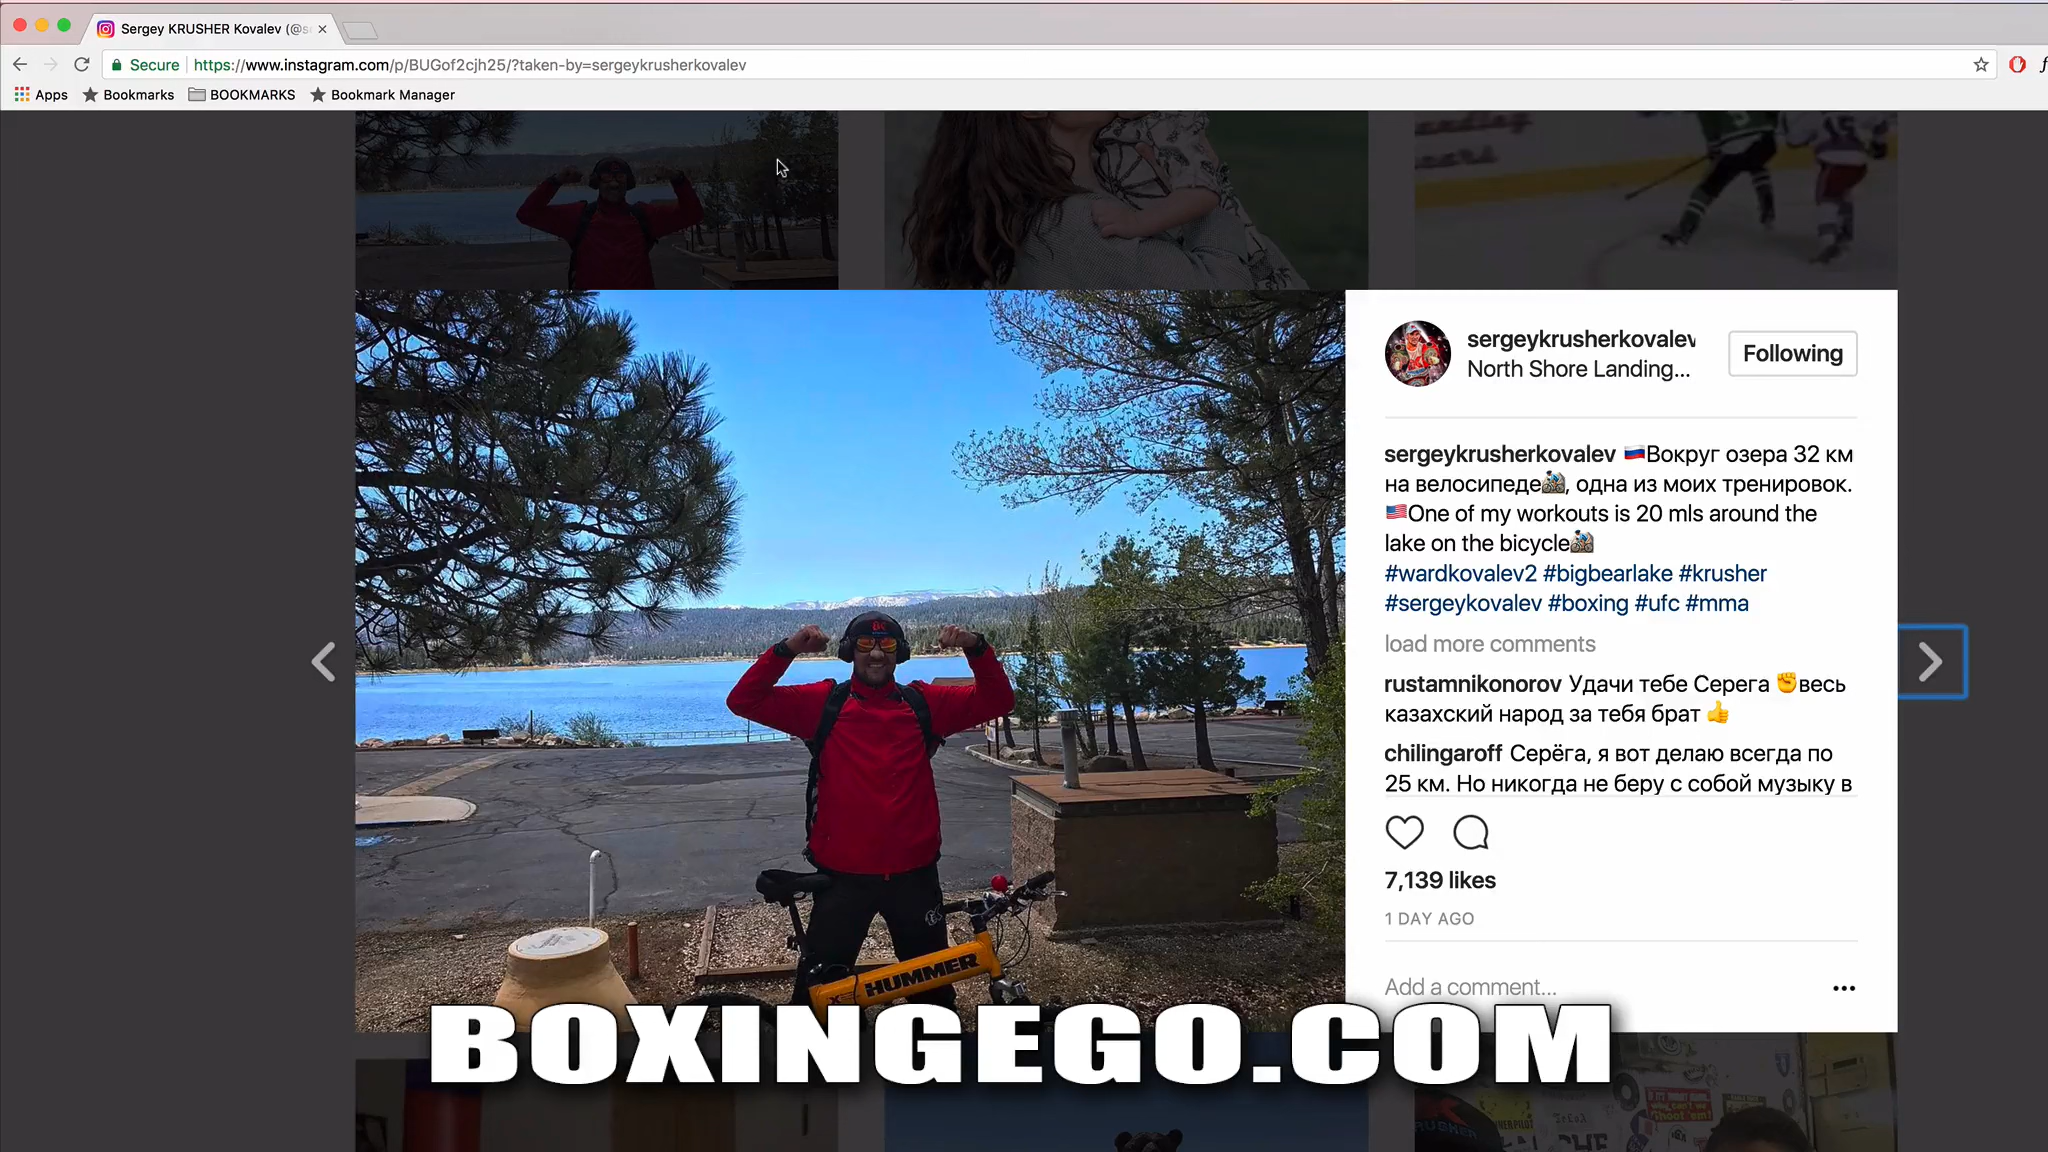 Sergey KRUSHER Kovalev (@s
Secure https://www.instagram.com/p/BUGof2cjh25/?taken-by=sergeykrusherkovalev
Apps Bookmarks BOOKMARKS Bookmark Manager
sergeykrusherkovalev
North Shore Landing...
Following
sergeykrusherkovalev 🇷🇺Вокруг озера 32 км
на велосипеде🚵, одна из моих тренировок.
🇺🇸One of my workouts is 20 mls around the
lake on the bicycle🚵
#wardkovalev2 #bigbearlake #krusher
#sergeykovalev #boxing #ufc #mma
load more comments
rustamnikonorov Удачи тебе Серега ✊весь
казахский народ за тебя брат 👍
chilingaroff Серёга, я вот делаю всегда по
25 км. Но никогда не беру с собой музыку в
7,139 likes
1 DAY AGO
Add a comment...
HUMMER
BOXINGEGO.COM